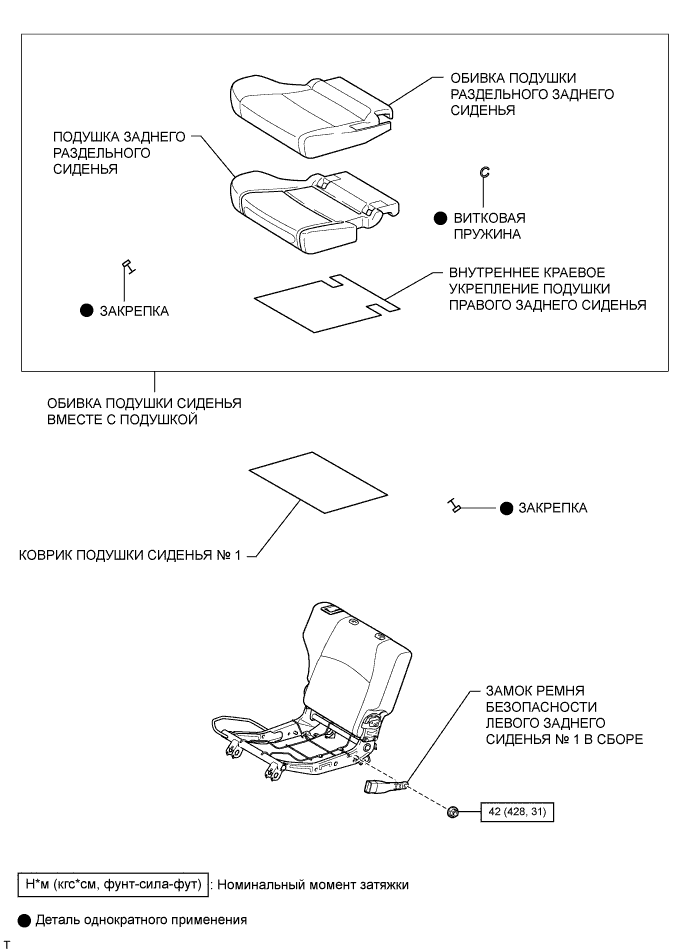 ОБИВКА ПОДУШКИ
РАЗДЕЛЬНОГО ЗАДНЕГО
СИДЕНЬЯ
ПОДУШКА ЗАДНЕГО
РАЗДЕЛЬНОГО
СИДЕНЬЯ
ВИТКОВАЯ
ПРУЖИНА
ВНУТРЕННЕЕ КРАЕВОЕ
УКРЕПЛЕНИЕ ПОДУШКИ
ПРАВОГО ЗАДНЕГО СИДЕНЬЯ
ЗАКРЕПКА
ОБИВКА ПОДУШКИ СИДЕНЬЯ
ВМЕСТЕ С ПОДУШКОЙ
ЗАКРЕПКА
КОВРИК ПОДУШКИ СИДЕНЬЯ № 1
ЗАМОК РЕМНЯ
БЕЗОПАСНОСТИ
ЛЕВОГО ЗАДНЕГО
СИДЕНЬЯ № 1 В СБОРЕ
42 (428, 31)
Н*м (кгс*см, фунт-сила-фут) : Номинальный момент затяжки
Деталь однократного применения
T